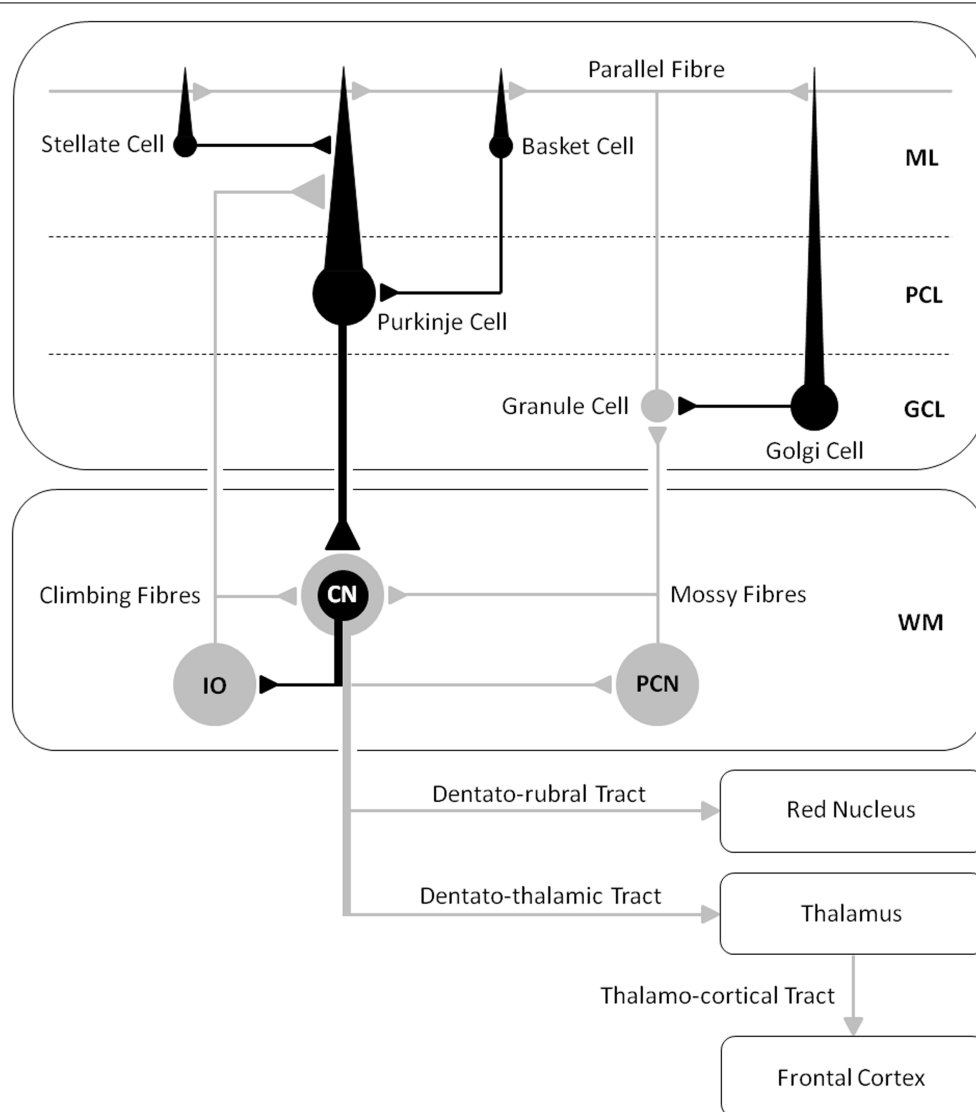 Parallel Fibre
Stellate Cell
Basket Cell
ML
PCL
Purkinje Cell
Granule Cell
GCL
Golgi Cell
CN
Climbing Fibres
Mossy Fibres
WM
IO
PCN
Dentato-rubral Tract
Red Nucleus
Dentato-thalamic Tract
Thalamus
Thalamo-cortical Tract
Frontal Cortex